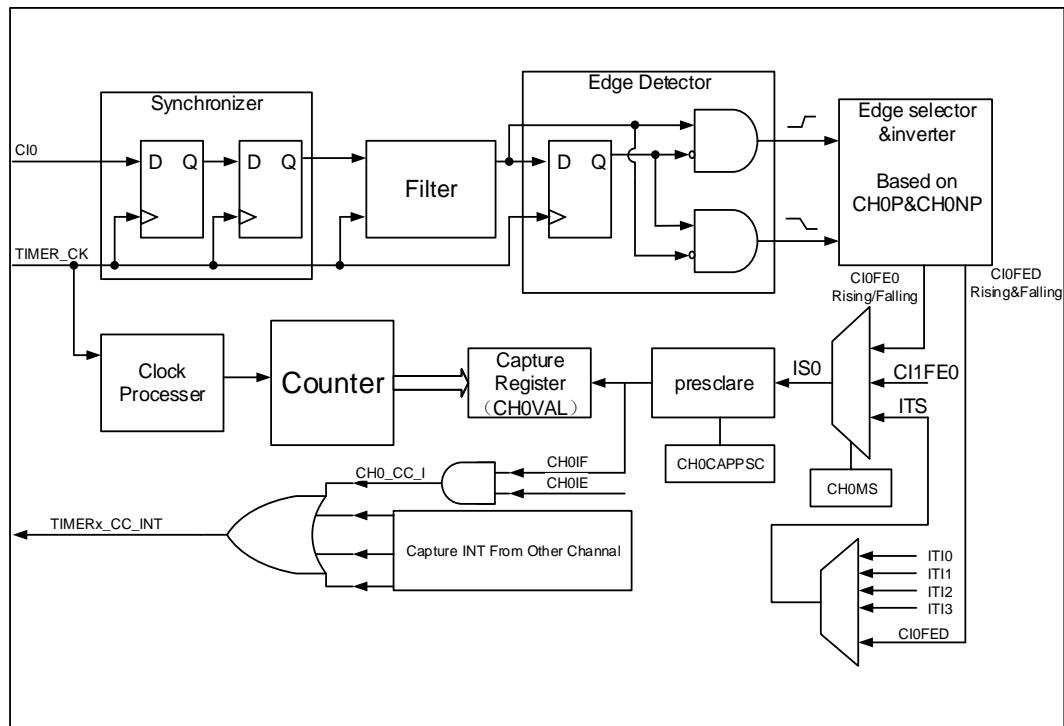 Synchronizer
Edge Detector
CI0
D Q
D Q
Filter
D Q
Edge selector
&inverter
Based on
CH0P&CH0NP
TIMER_CK
CI0FE0
Rising/Falling
CI0FED
Rising&Falling
Clock
Processer
Counter
Capture
Register
（CH0VAL）
presclare
IS0
CI1FE0
ITS
CH0CAPPSC
CH0MS
CH0_CC_I
CH0IF
CH0IE
TIMERx_CC_INT
Capture INT From Other Channel
ITI0
ITI1
ITI2
ITI3
CI0FED